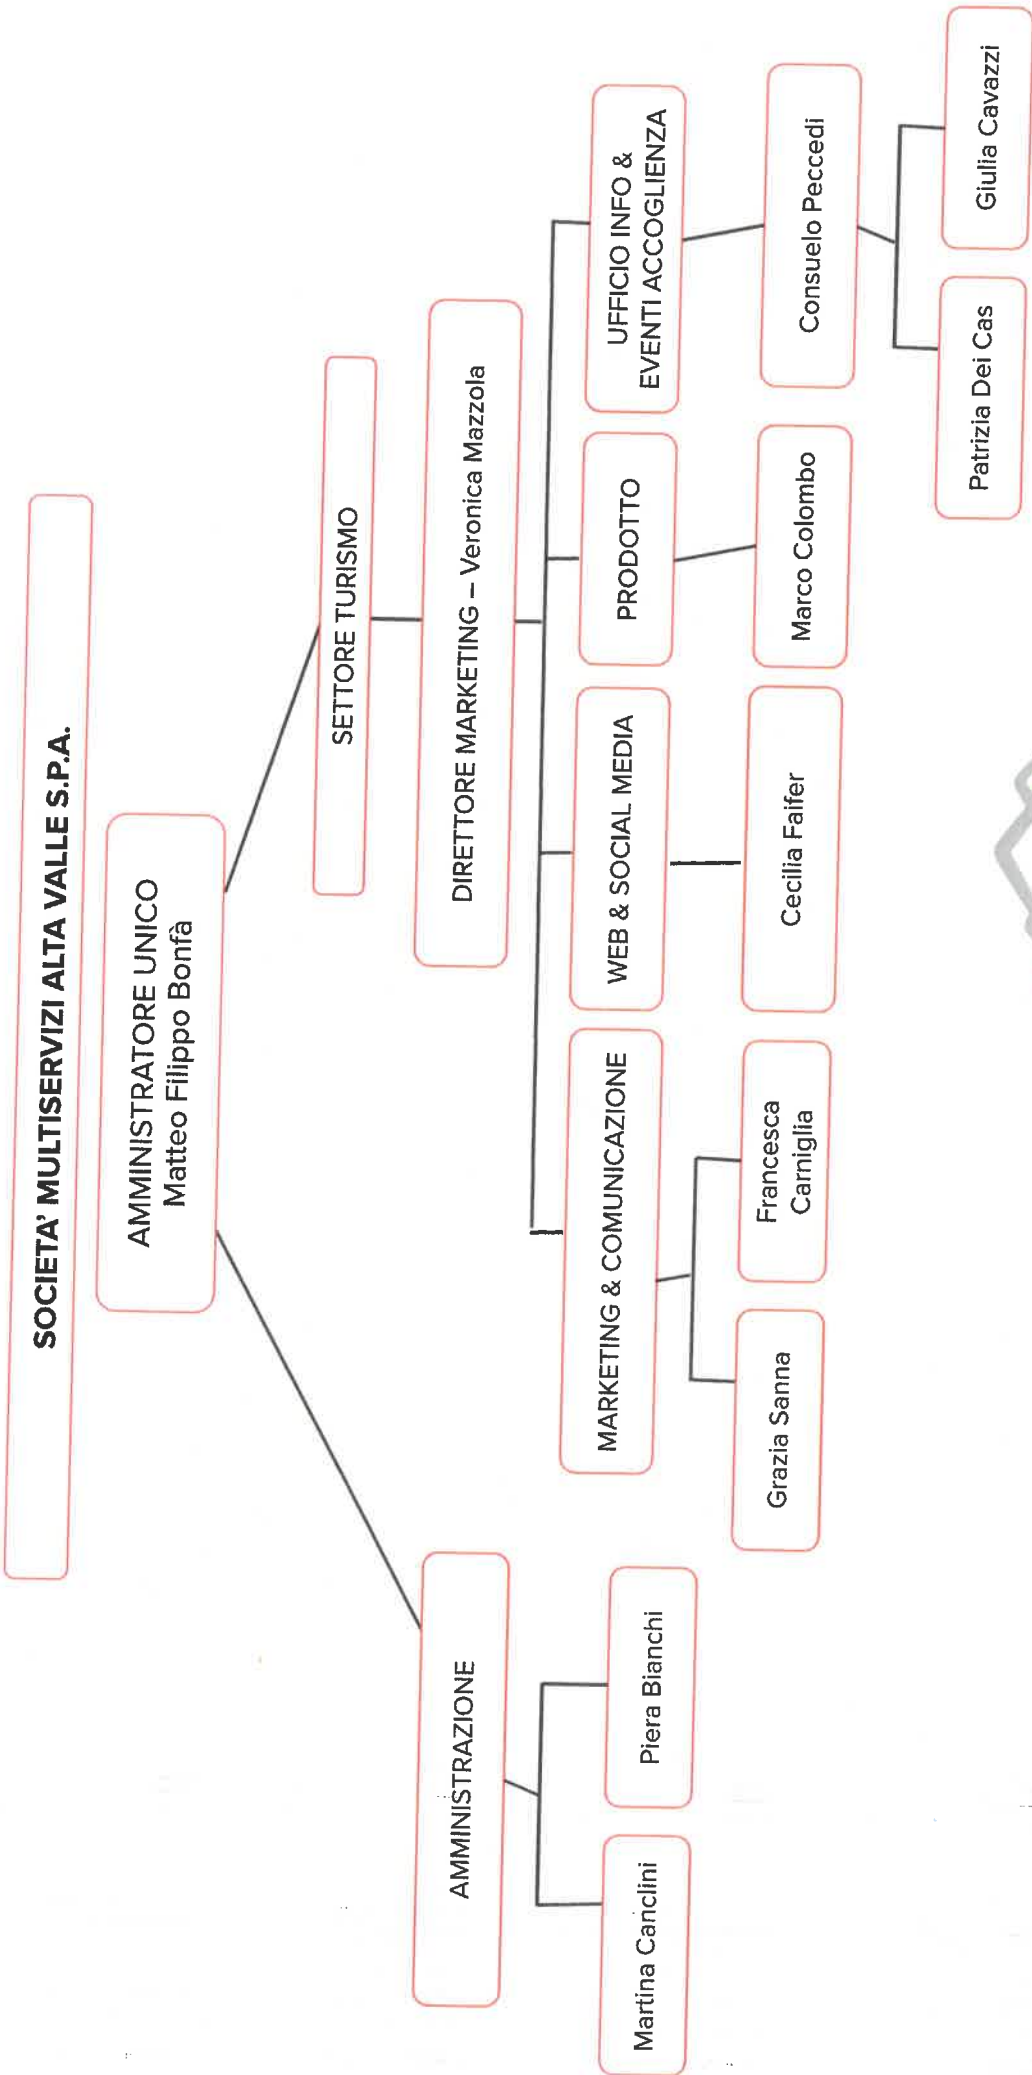 SOCIETA' MULTISERVIZI ALTA VALLE S.P.A.
AMMINISTRATORE UNICO
Matteo Filippo Bonfà
SETTORE TURISMO
DIRETTORE MARKETING – Veronica Mazzola
AMMINISTRAZIONE
Martina Canclini
Piera Bianchi
MARKETING & COMUNICAZIONE
WEB & SOCIAL MEDIA
PRODOTTO
UFFICIO INFO &
EVENTI ACCOGLIENZA
Grazia Sanna
Francesca
Carniglia
Cecilia Faifer
Marco Colombo
Consuelo Peccedi
Patrizia Dei Cas
Giulia Cavazzi